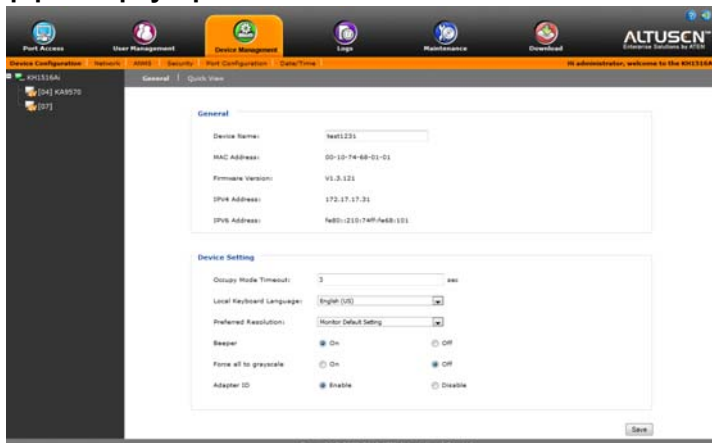 Port Access User Management Device Management Logs Maintenance Download
ALTUSCN™
Enterprise Solutions by ATEN
Device Configuration Network ANMS Security Port Configuration Date/Time
Hi administrator, welcome to the KH1516A
KH1516Ai
[04] KA9570
[07]
General Quick View
General
Device Name: test1231
MAC Address: 00-10-74-68-01-01
Firmware Version: V1.3.121
IPV4 Address: 172.17.17.31
IPV6 Address: fe80::210:74ff:fe68:101
Device Setting
Occupy Mode Timeout: 3 sec
Local Keyboard Language: English (US)
Preferred Resolution: Monitor Default Setting
Beeper On Off
Force all to grayscale On Off
Adapter ID Enable Disable
Save